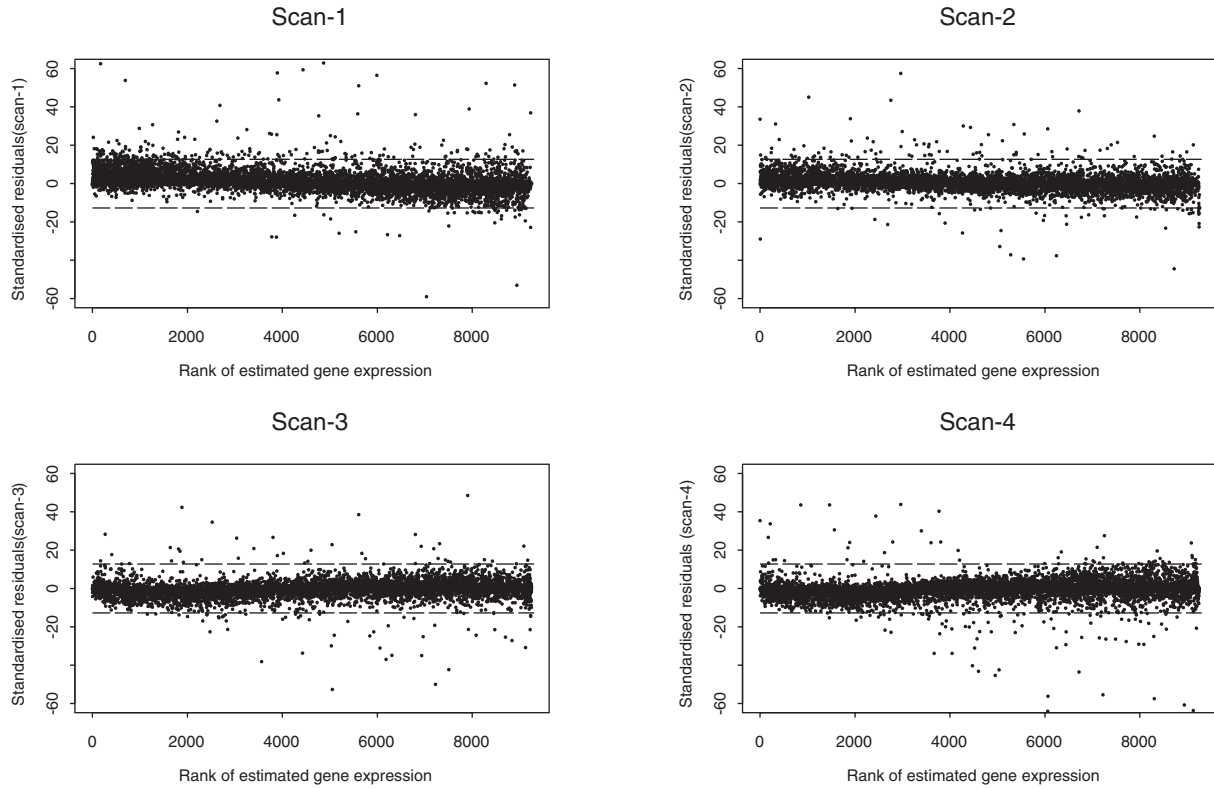 Scan-1
Standardised residuals(scan-1)
60
40
20
0
-20
-60
0 2000 4000 6000 8000
Rank of estimated gene expression
Scan-2
Standardised residuals(scan-2)
60
40
20
0
-20
-60
0 2000 4000 6000 8000
Rank of estimated gene expression
Scan-3
Standardised residuals(scan-3)
60
40
20
0
-20
-60
0 2000 4000 6000 8000
Rank of estimated gene expression
Scan-4
Standardised residuals (scan-4)
60
40
20
0
-20
-60
0 2000 4000 6000 8000
Rank of estimated gene expression